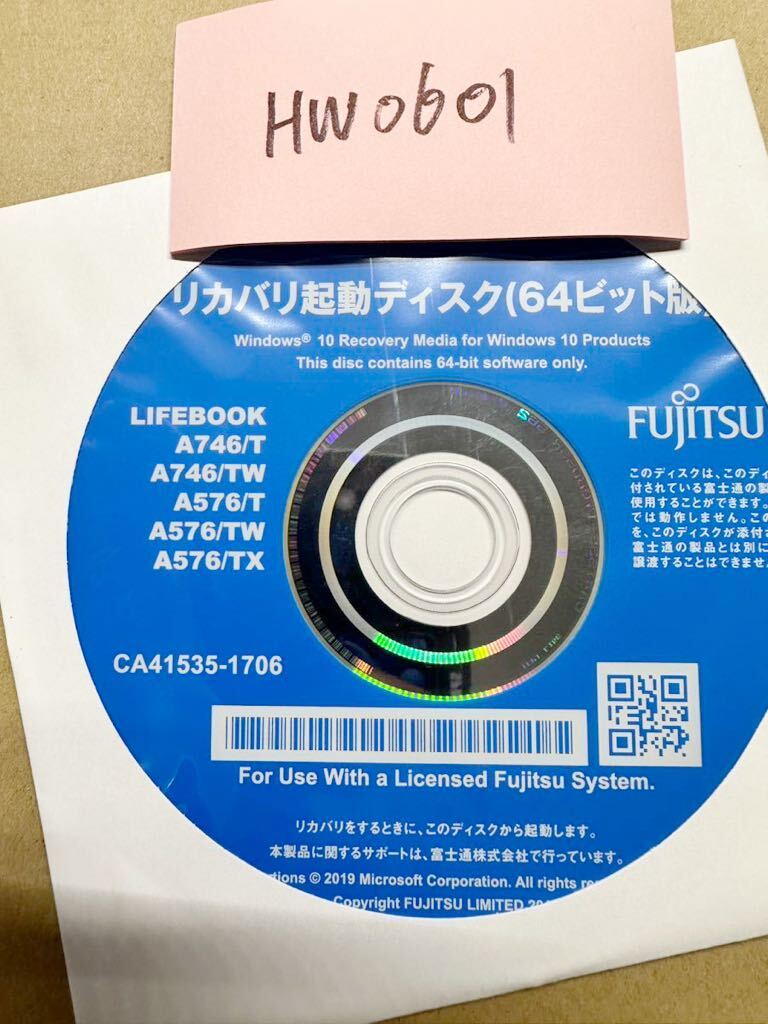 HW0601
リカバリ起動ディスク(64ビット版)
Windows® 10 Recovery Media for Windows 10 Products
This disc contains 64-bit software only.
LIFEBOOK
A746/T
A746/TW
A576/T
A576/TW
A576/TX
FUJITSU
このディスクは、このディ
付されている富士通の製
使用することができます。
では動作しません。この
を、このディスクが添付さ
富士通の製品とは別に
譲渡することはできませ
CA41535-1706
For Use With a Licensed Fujitsu System.
リカバリをするときに、このディスクから起動します。
本製品に関するサポートは、富士通株式会社で行っています。
tions © 2019 Microsoft Corporation. All rights re
Copyright FUJITSU LIMITED